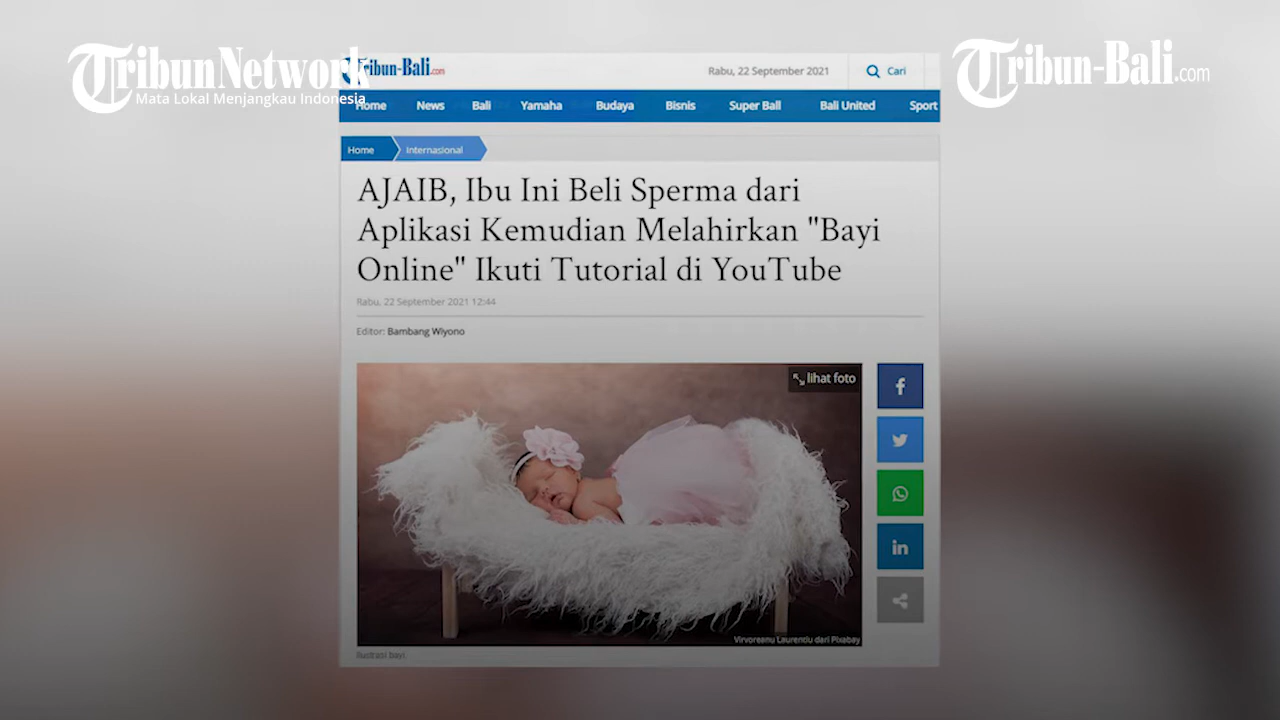 TribunNetwork
Mata Lokal Menjangkau Indonesia
Tribun-Bali.com
Tribun-Bali.com
Rabu, 22 September 2021
Cari
Home News Bali Yamaha Budaya Bisnis Super Ball Bali United Sport
Home Internasional
AJAIB, Ibu Ini Beli Sperma dari
Aplikasi Kemudian Melahirkan "Bayi
Online" Ikuti Tutorial di YouTube
Rabu, 22 September 2021 12:44
Editor: Bambang Wiyono
lihat foto
Virvoreanu Laurentiu dari Pixabay
Ilustrasi bayi